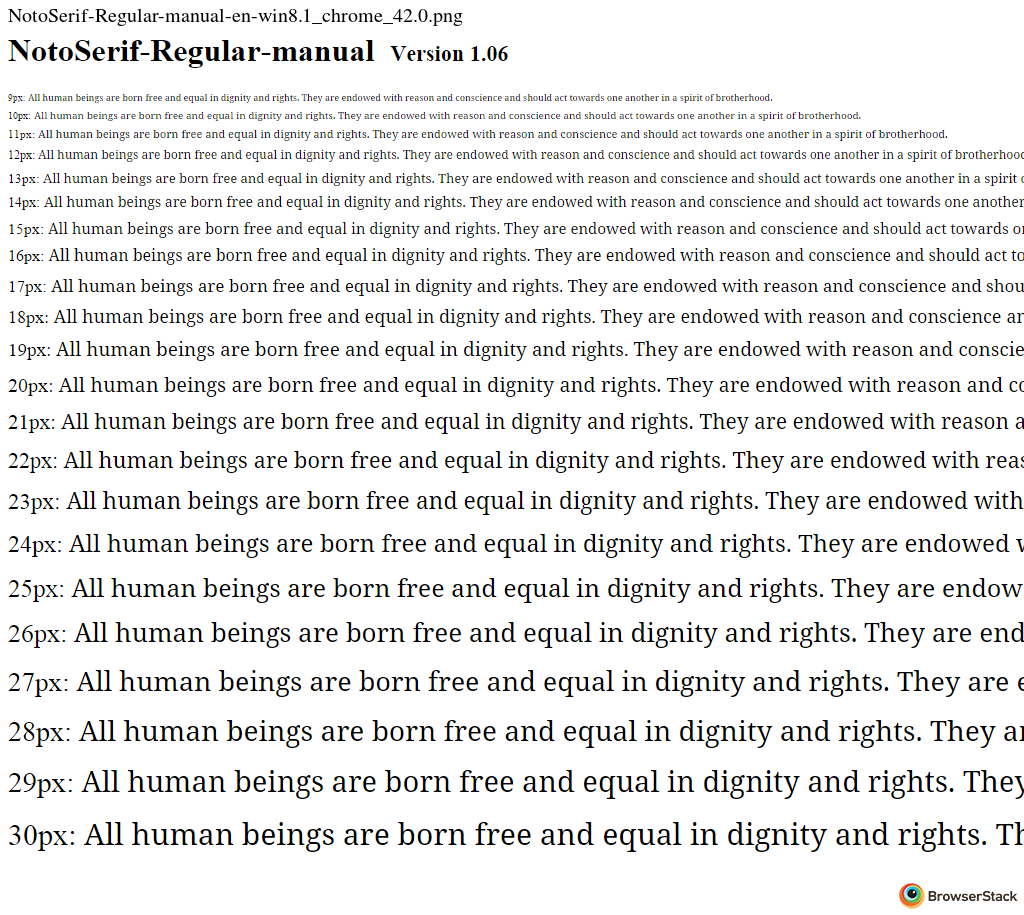 NotoSerif-Regular-manual-en-win8.1_chrome_42.0.png
NotoSerif-Regular-manual Version 1.06
9px: All human beings are born free and equal in dignity and rights. They are endowed with reason and conscience and should act towards one another in a spirit of brotherhood.
10px: All human beings are born free and equal in dignity and rights. They are endowed with reason and conscience and should act towards one another in a spirit of brotherhood.
11px: All human beings are born free and equal in dignity and rights. They are endowed with reason and conscience and should act towards one another in a spirit of brotherhood.
12px: All human beings are born free and equal in dignity and rights. They are endowed with reason and conscience and should act towards one another in a spirit of brotherhood
13px: All human beings are born free and equal in dignity and rights. They are endowed with reason and conscience and should act towards one another in a spirit
14px: All human beings are born free and equal in dignity and rights. They are endowed with reason and conscience and should act towards one another
15px: All human beings are born free and equal in dignity and rights. They are endowed with reason and conscience and should act towards
16px: All human beings are born free and equal in dignity and rights. They are endowed with reason and conscience and should act to
17px: All human beings are born free and equal in dignity and rights. They are endowed with reason and conscience and shou
18px: All human beings are born free and equal in dignity and rights. They are endowed with reason and conscience
19px: All human beings are born free and equal in dignity and rights. They are endowed with reason and conscie
20px: All human beings are born free and equal in dignity and rights. They are endowed with reason and co
21px: All human beings are born free and equal in dignity and rights. They are endowed with reason a
22px: All human beings are born free and equal in dignity and rights. They are endowed with reas
23px: All human beings are born free and equal in dignity and rights. They are endowed with
24px: All human beings are born free and equal in dignity and rights. They are endowed
25px: All human beings are born free and equal in dignity and rights. They are endow
26px: All human beings are born free and equal in dignity and rights. They are end
27px: All human beings are born free and equal in dignity and rights. They are
28px: All human beings are born free and equal in dignity and rights. They
29px: All human beings are born free and equal in dignity and rights. They
30px: All human beings are born free and equal in dignity and rights. Th
BrowserStack